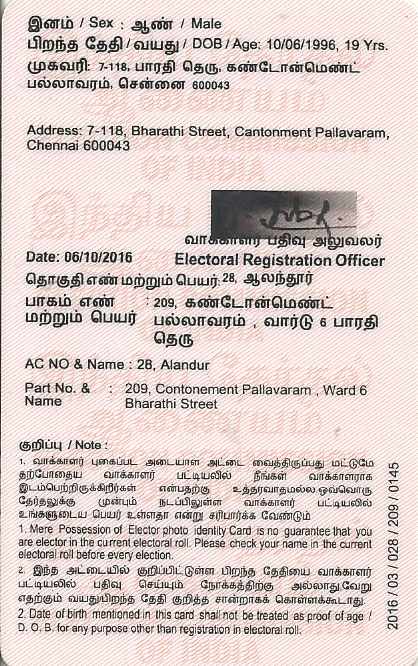 இனம் / Sex : ஆண் / Male
பிறந்த தேதி / வயது / DOB / Age: 10/06/1996, 19 Yrs.
முகவரி: 7-118, பாரதி தெரு, கண்டோன்மெண்ட்
பல்லாவரம், சென்னை 600043
Address: 7-118, Bharathi Street, Cantonment Pallavaram,
Chennai 600043
வாக்காளர் பதிவு அலுவலர்
Date: 06/10/2016 Electoral Registration Officer
தொகுதி எண் மற்றும் பெயர்: 28, ஆலந்தூர்
பாகம் எண் : 209, கண்டோன்மெண்ட்
மற்றும் பெயர் பல்லாவரம் , வார்டு 6 பாரதி
தெரு
AC NO & Name : 28, Alandur
Part No. & : 209, Contonement Pallavaram , Ward 6
Name Bharathi Street
குறிப்பு / Note :
1. வாக்காளர் புகைப்பட அடையாள அட்டை வைத்திருப்பது மட்டுமே
தற்போதைய வாக்காளர் பட்டியலில் நீங்கள் வாக்காளராக
இடம்பெற்றிருக்கிறீர்கள் என்பதற்கு உத்தரவாதமல்ல.ஒவ்வொரு
தேர்தலுக்கு முன்பும் நடப்பிலுள்ள வாக்காளர் பட்டியலில்
உங்களுடைய பெயர் உள்ளதா என்று சரிபார்க்க வேண்டும்
1. Mere Possession of Elector photo identity Card is no guarantee that you
are elector in the current electoral roll. Please check your name in the current
electoral roll before every election.
2. இந்த அட்டையில் குறிப்பிட்டுள்ள பிறந்த தேதியை வாக்காளர்
பட்டியலில் பதிவு செய்யும் நோக்கத்திற்கு அல்லாது,வேறு
எதற்கும் வயது/பிறந்த தேதி குறித்த சான்றாகக் கொள்ளக்கூடாது.
2. Date of birth mentioned in this card shall not be treated as proof of age /
D. O. B. for any purpose other than registration in electoral roll.
2016 / 03 / 028 / 209 / 0145